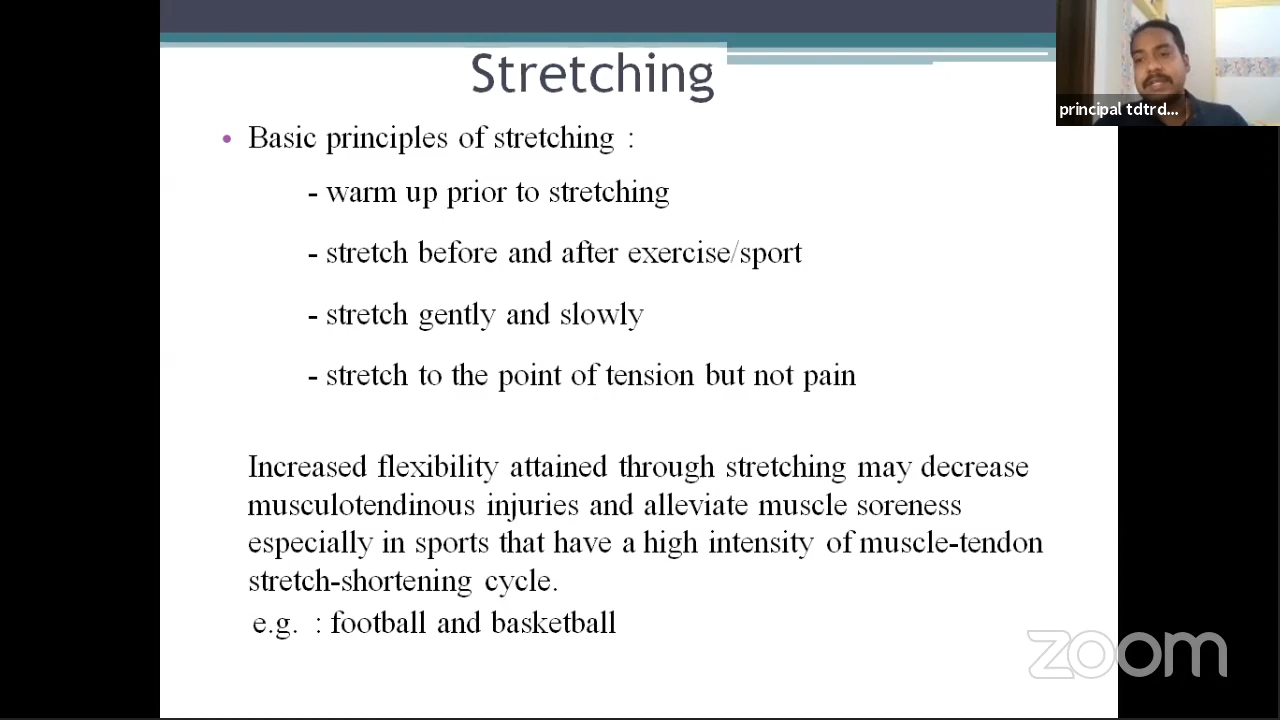 Stretching
• Basic principles of stretching :
- warm up prior to stretching
- stretch before and after exercise/sport
- stretch gently and slowly
- stretch to the point of tension but not pain
Increased flexibility attained through stretching may decrease
musculotendinous injuries and alleviate muscle soreness
especially in sports that have a high intensity of muscle-tendon
stretch-shortening cycle.
e.g. : football and basketball
principal tdtrd...
zoom